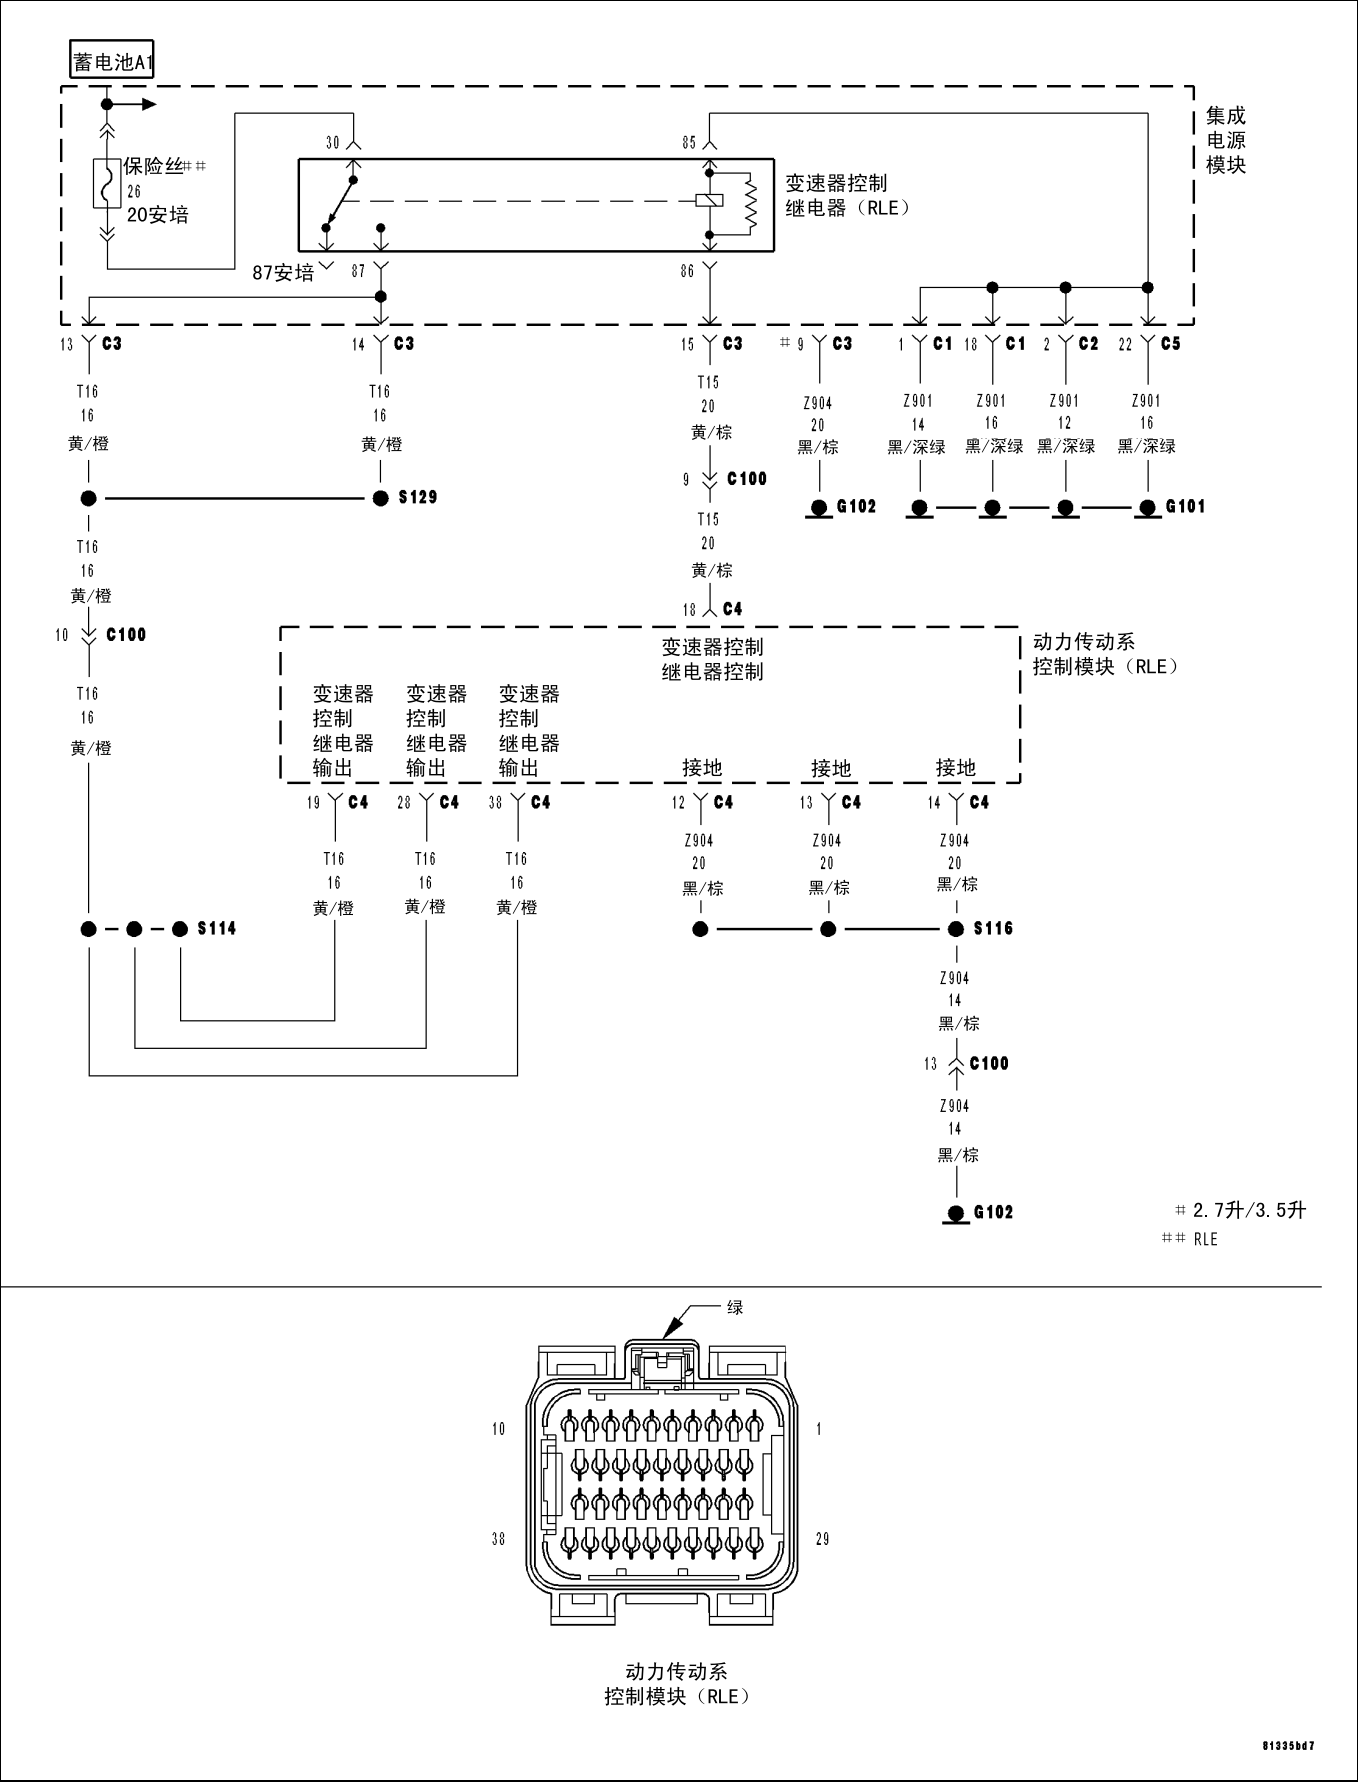 蓄电池A1
集成
电源
模块
保险丝##
26
20安培
30
85
变速器控制
继电器（RLE）
87安培
87
86
13 C3
14 C3
15 C3
# 9 C3
1 C1
18 C1
2 C2
22 C5
T16
16
黄/橙
T16
16
黄/橙
T15
20
黄/棕
Z904
20
黑/棕
Z901
14
黑/深绿
Z901
16
黑/深绿
Z901
12
黑/深绿
Z901
16
黑/深绿
S129
9 C100
G102
G101
T16
16
黄/橙
T15
20
黄/棕
10 C100
18 C4
变速器控制
继电器控制
动力传动系
控制模块（RLE）
T16
16
黄/橙
变速器
控制
继电器
输出
变速器
控制
继电器
输出
变速器
控制
继电器
输出
接地
接地
接地
19 C4
28 C4
38 C4
12 C4
13 C4
14 C4
T16
16
黄/橙
T16
16
黄/橙
T16
16
黄/橙
Z904
20
黑/棕
Z904
20
黑/棕
Z904
20
黑/棕
S114
S116
Z904
14
黑/棕
13 C100
Z904
14
黑/棕
G102
# 2.7升/3.5升
## RLE
绿
10
1
38
29
动力传动系
控制模块（RLE）
81335bd7